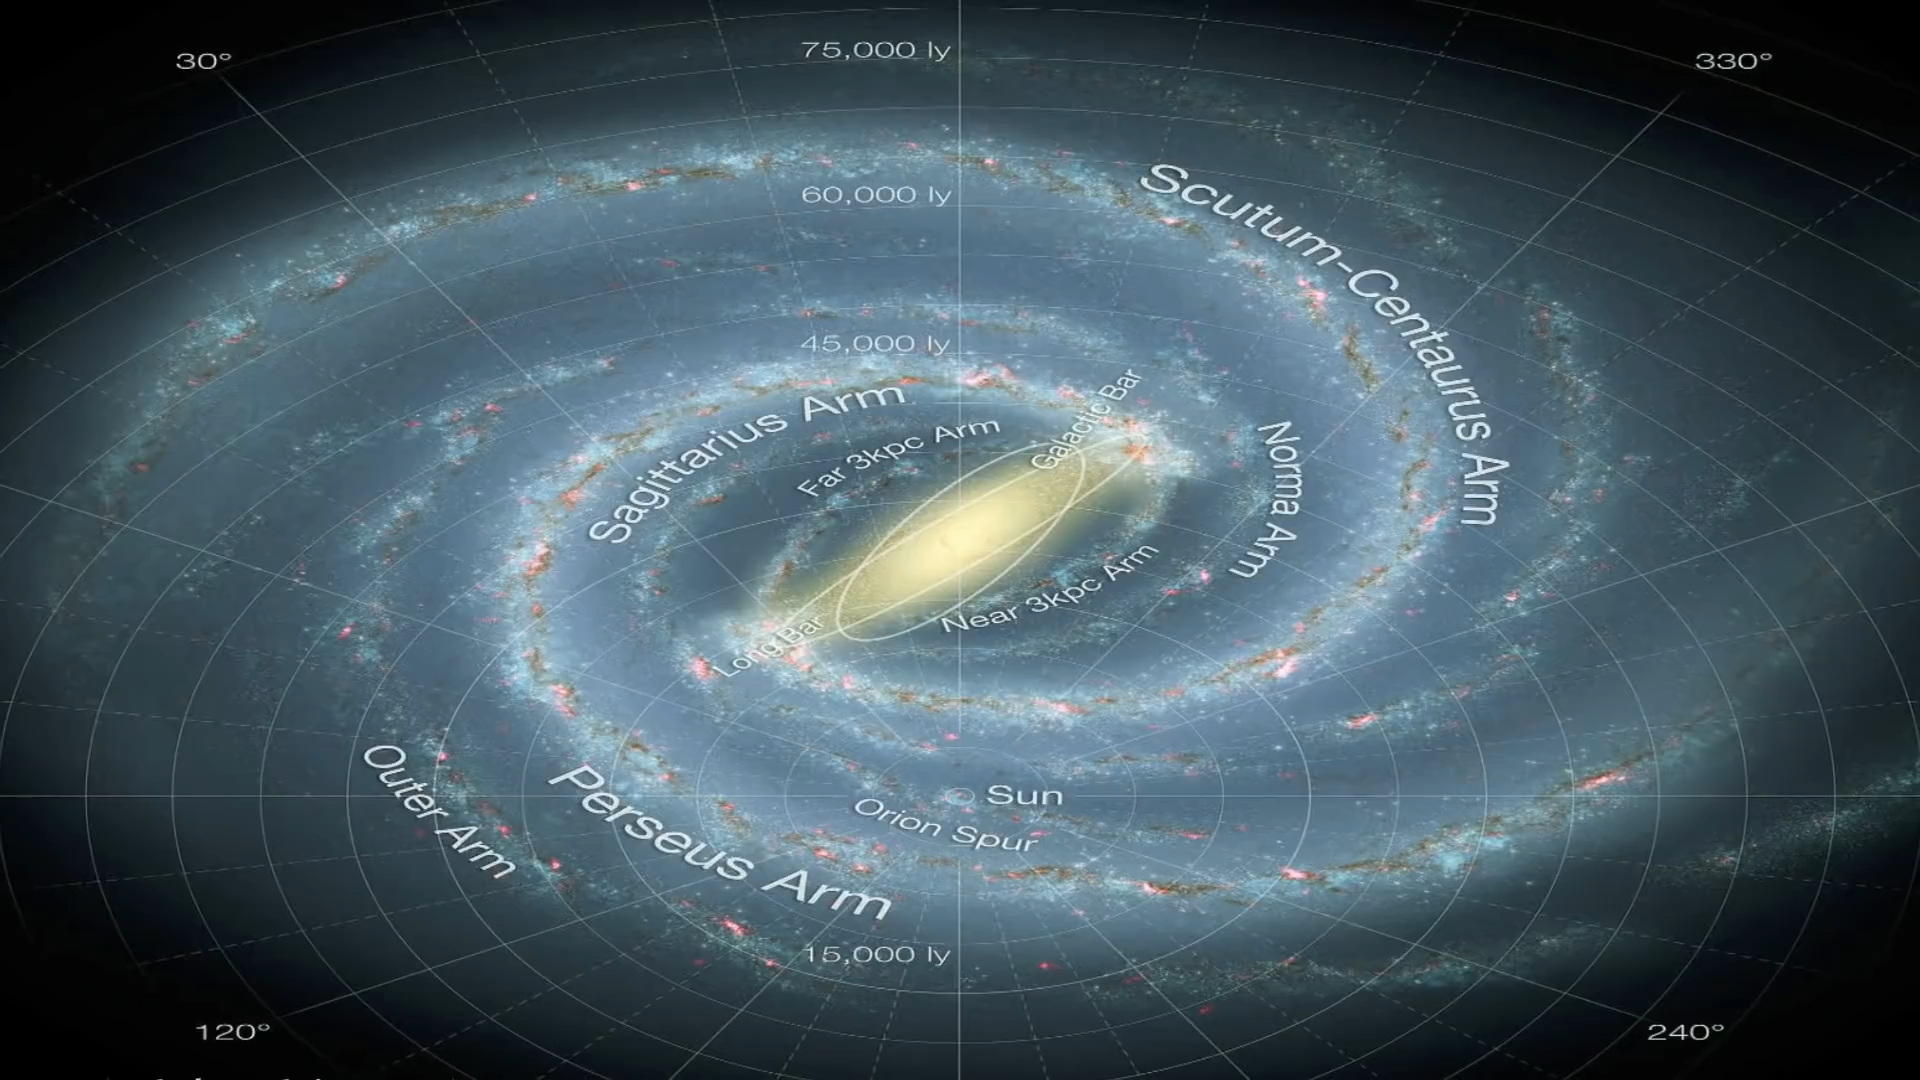 75,000 ly
30°
330°
Scutum-Centaurus Arm
60,000 ly
45,000 ly
Galactic Bar
Sagittarius Arm
Far 3kpc Arm
Norma Arm
Near 3kpc Arm
Long Bar
Outer Arm
Perseus Arm
Sun
Orion Spur
15,000 ly
120°
240°